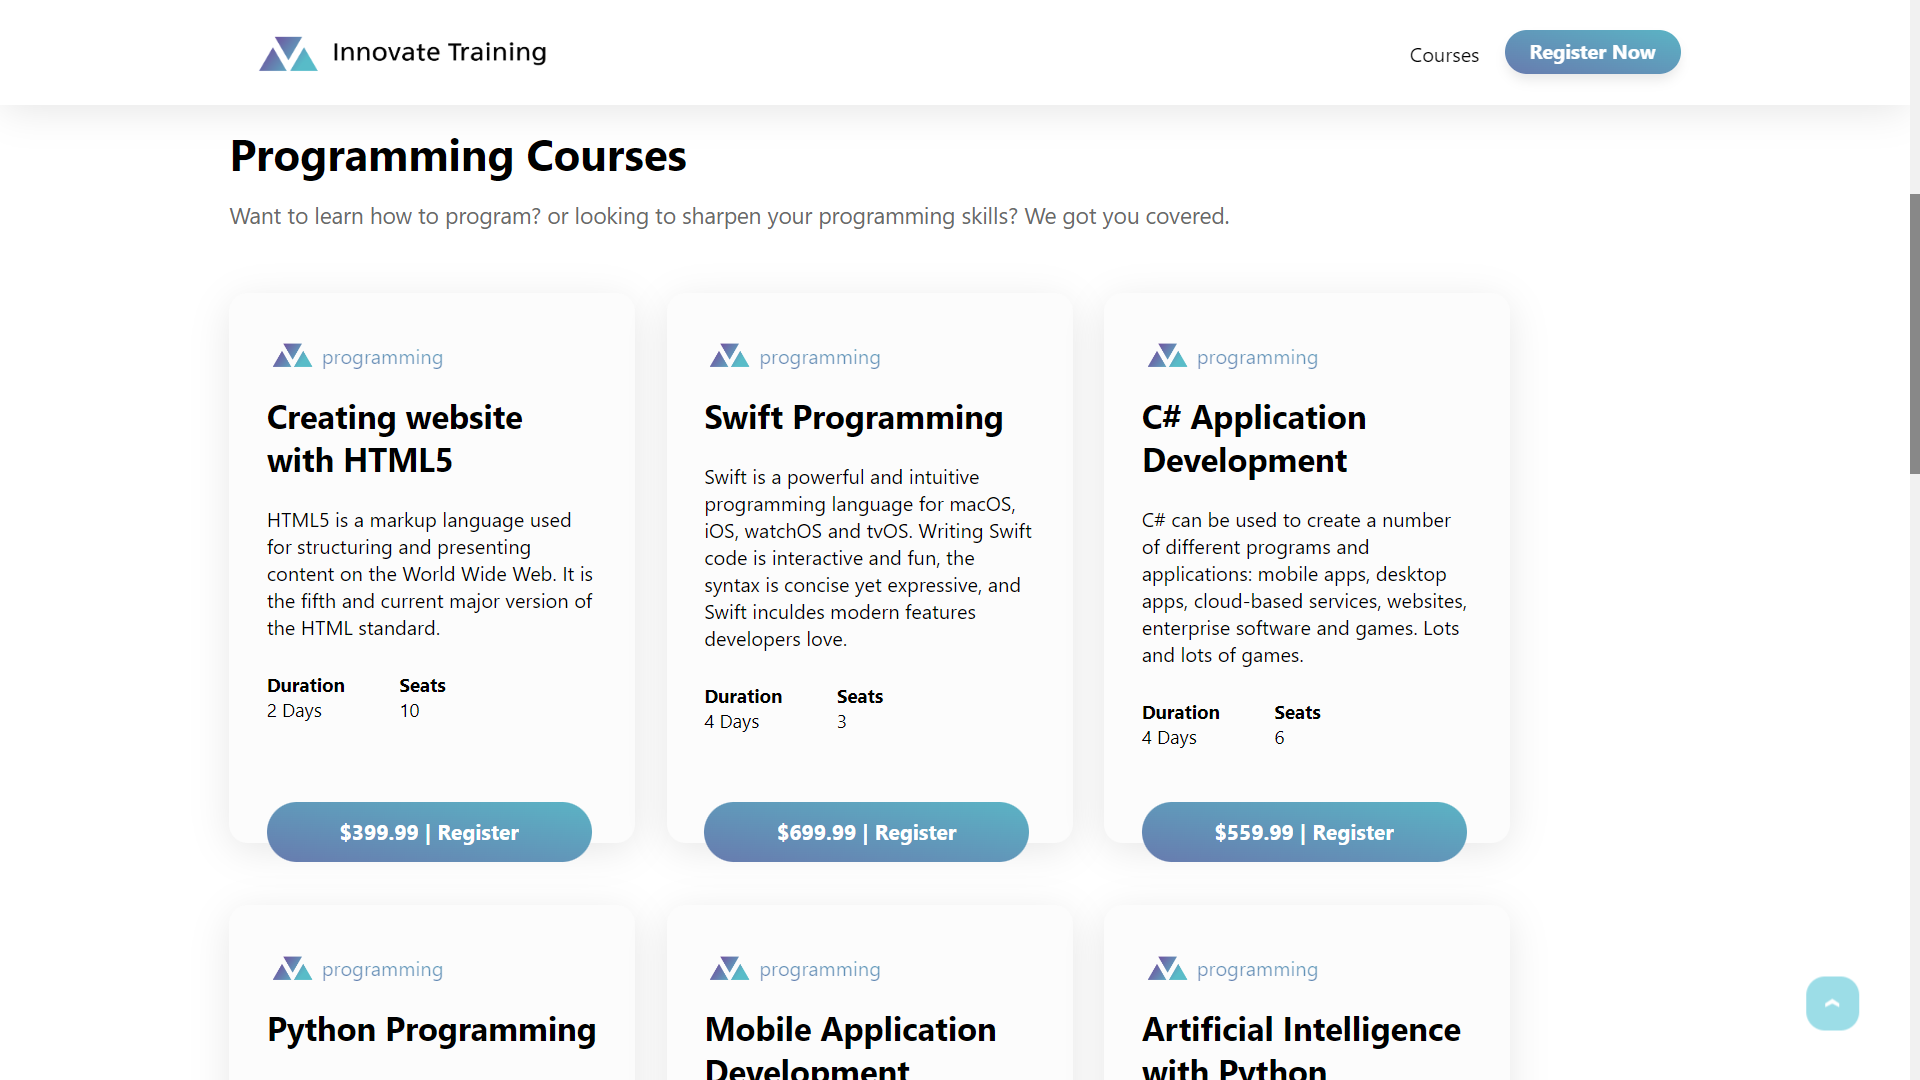 Innovate Training
Courses
Register Now
Programming Courses
Want to learn how to program? or looking to sharpen your programming skills? We got you covered.
programming
Creating website
with HTML5
HTML5 is a markup language used
for structuring and presenting
content on the World Wide Web. It is
the fifth and current major version of
the HTML standard.
Duration Seats
2 Days 10
$399.99 | Register
programming
Swift Programming
Swift is a powerful and intuitive
programming language for macOS,
iOS, watchOS and tvOS. Writing Swift
code is interactive and fun, the
syntax is concise yet expressive, and
Swift inculdes modern features
developers love.
Duration Seats
4 Days 3
$699.99 | Register
programming
C# Application
Development
C# can be used to create a number
of different programs and
applications: mobile apps, desktop
apps, cloud-based services, websites,
enterprise software and games. Lots
and lots of games.
Duration Seats
4 Days 6
$559.99 | Register
programming
Python Programming
programming
Mobile Application
Development
programming
Artificial Intelligence
with Python